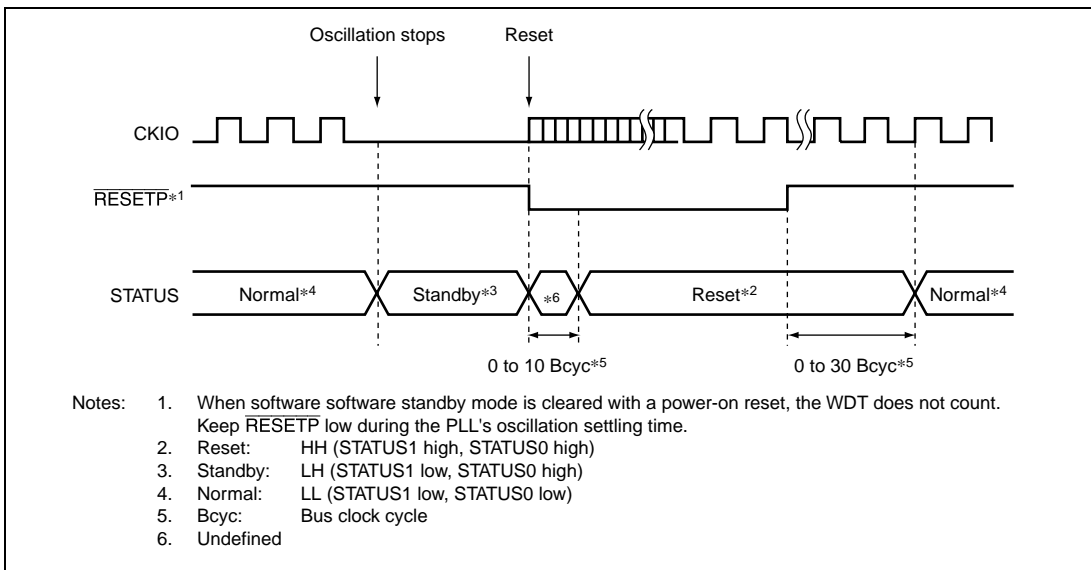 Oscillation stops Reset
CKIO
RESETP*1
STATUS Normal*4 Standby*3 *6 Reset*2 Normal*4
0 to 10 Bcyc*5 0 to 30 Bcyc*5
Notes: 1. When software software standby mode is cleared with a power-on reset, the WDT does not count.
Keep RESETP low during the PLL's oscillation settling time.
2. Reset: HH (STATUS1 high, STATUS0 high)
3. Standby: LH (STATUS1 low, STATUS0 high)
4. Normal: LL (STATUS1 low, STATUS0 low)
5. Bcyc: Bus clock cycle
6. Undefined